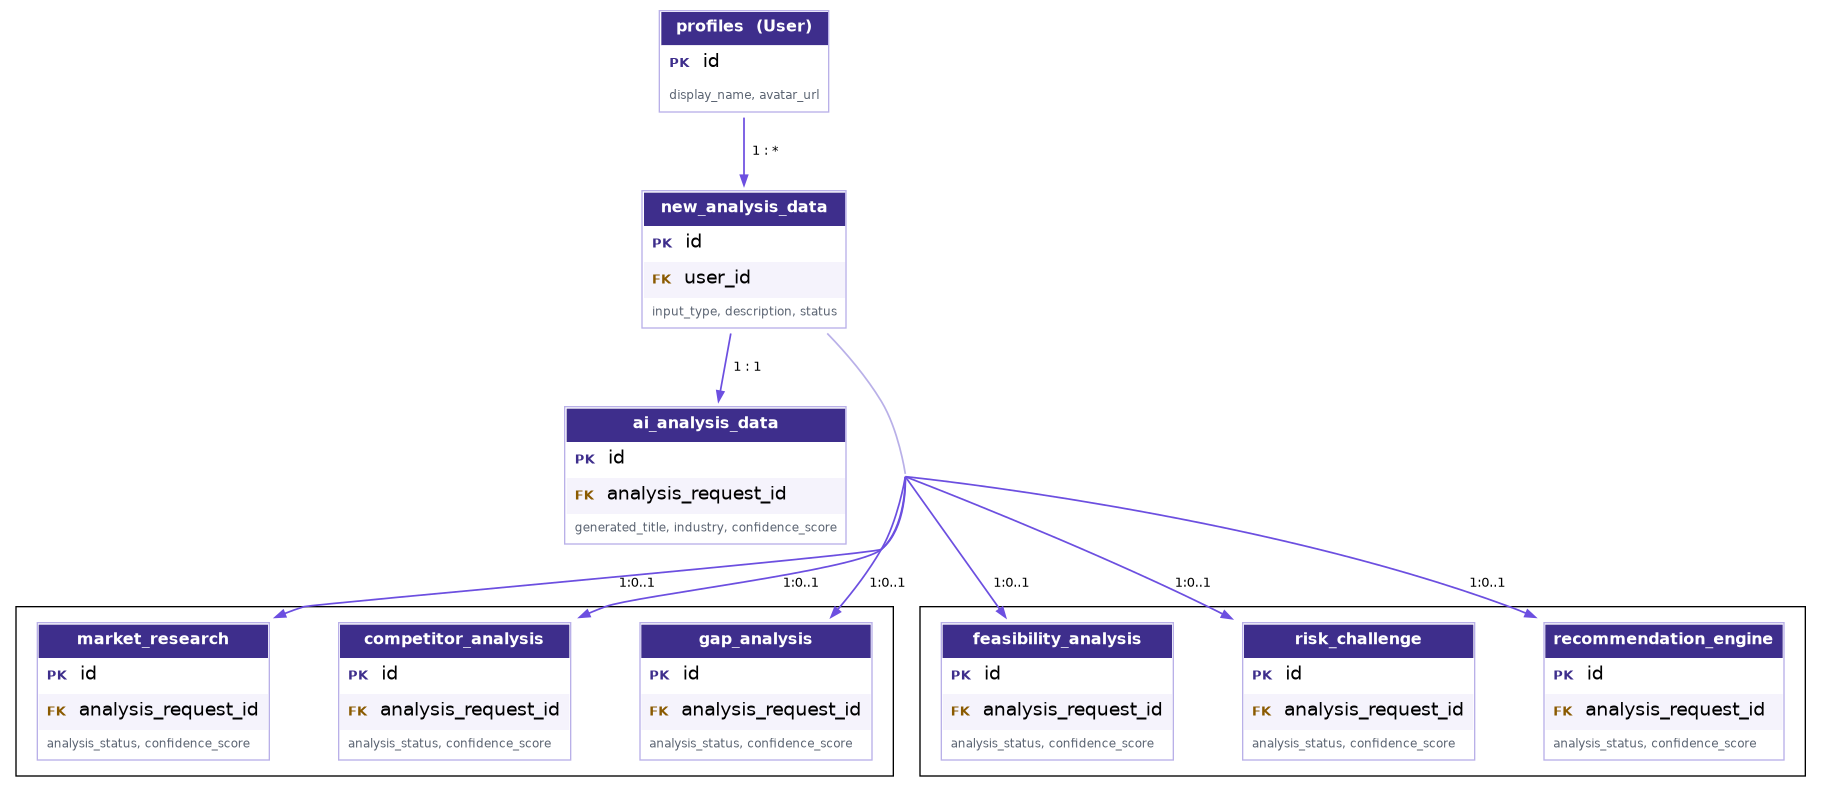 profiles (User)
PK id
display_name, avatar_url
1 : *
new_analysis_data
PK id
FK user_id
input_type, description, status
1 : 1
ai_analysis_data
PK id
FK analysis_request_id
generated_title, industry, confidence_score
1:0..1
1:0..1
1:0..1
1:0..1
1:0..1
1:0..1
market_research
PK id
FK analysis_request_id
analysis_status, confidence_score
competitor_analysis
PK id
FK analysis_request_id
analysis_status, confidence_score
gap_analysis
PK id
FK analysis_request_id
analysis_status, confidence_score
feasibility_analysis
PK id
FK analysis_request_id
analysis_status, confidence_score
risk_challenge
PK id
FK analysis_request_id
analysis_status, confidence_score
recommendation_engine
PK id
FK analysis_request_id
analysis_status, confidence_score